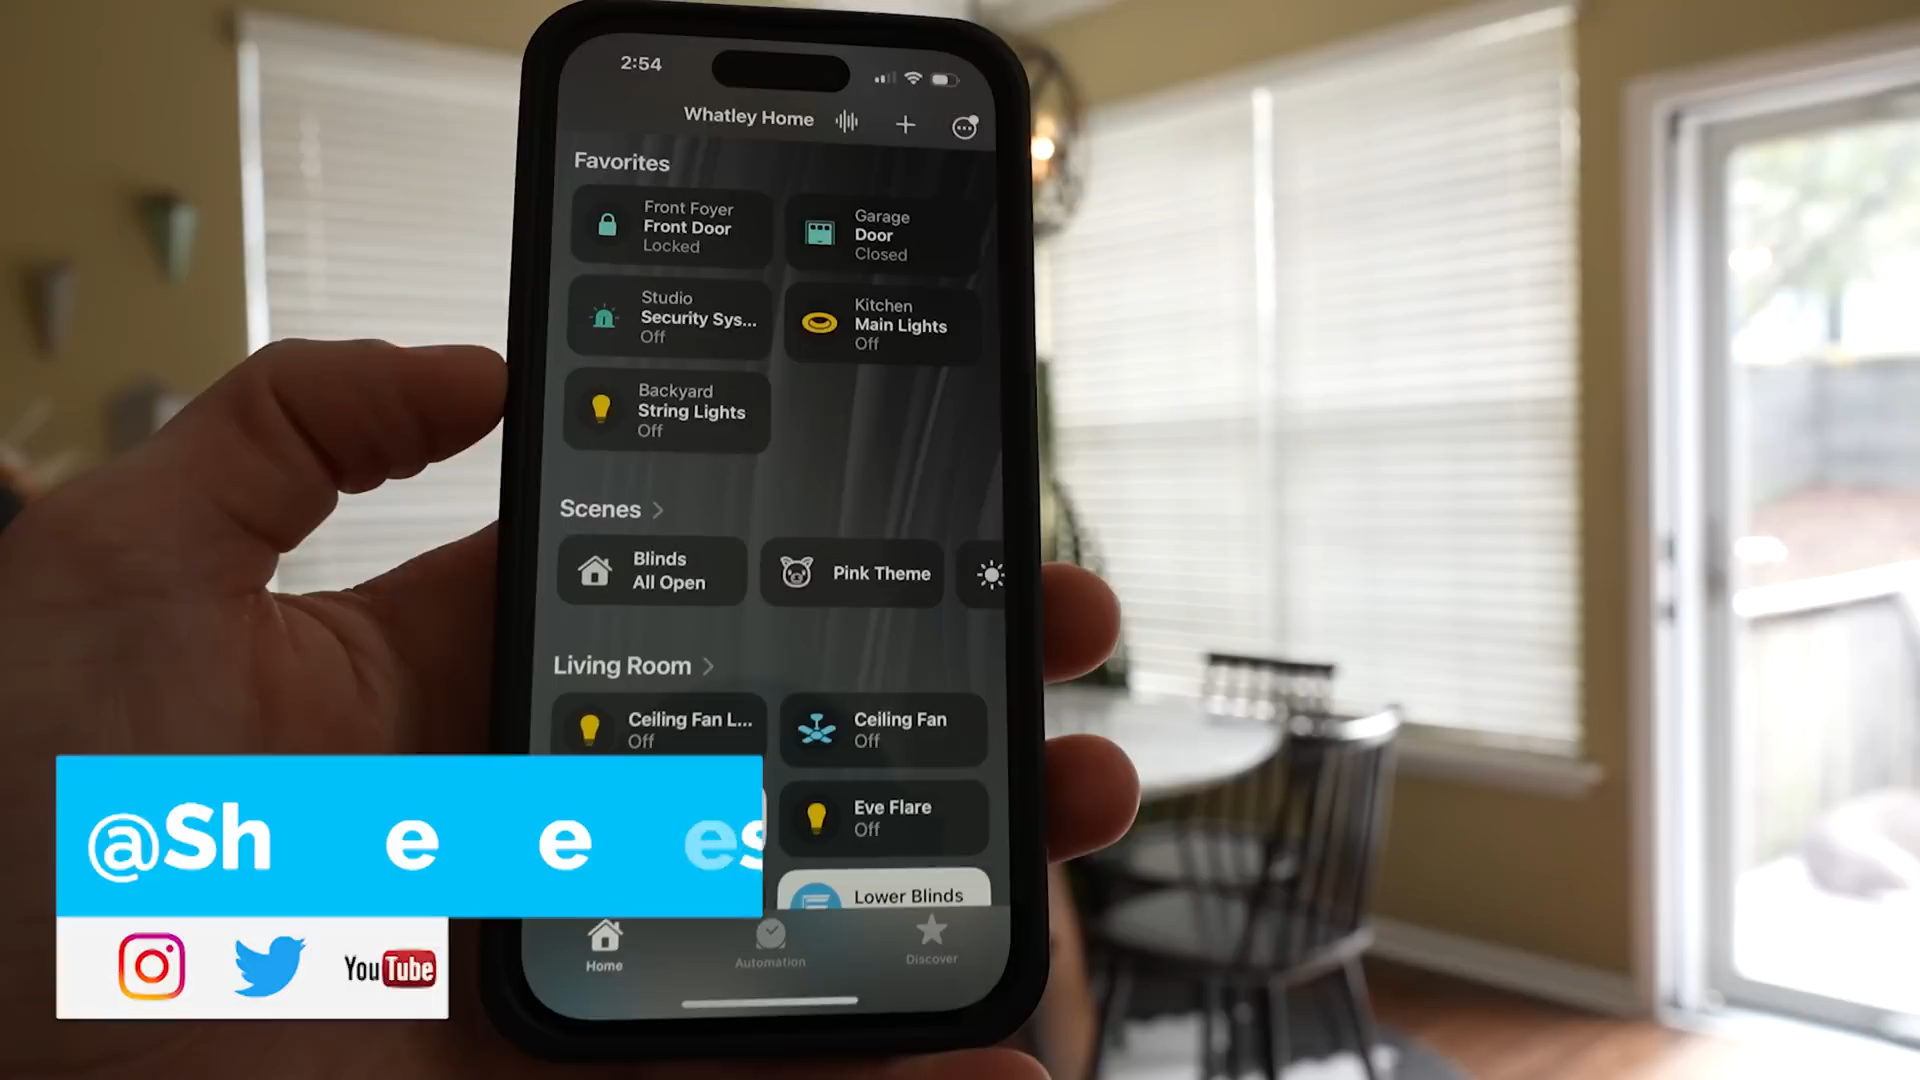 2:54
Whatley Home
Favorites
Front Foyer
Front Door
Locked
Garage
Door
Closed
Studio
Security Sys...
Off
Kitchen
Main Lights
Off
Backyard
String Lights
Off
Scenes
Blinds
All Open
Pink Theme
Living Room
Ceiling Fan L...
Off
Ceiling Fan
Off
Eve Flare
Off
Lower Blinds
@Sh e e es
YouTube
Home
Automation
Discover